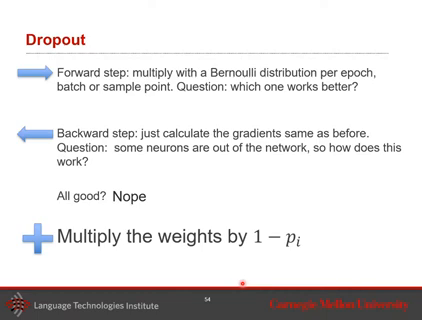 Dropout
Forward step: multiply with a Bernoulli distribution per epoch,
batch or sample point. Question: which one works better?
Backward step: just calculate the gradients same as before.
Question: some neurons are out of the network, so how does this
work?
All good? Nope
Multiply the weights by 1 − pᵢ
54
Language Technologies Institute
Carnegie Mellon University